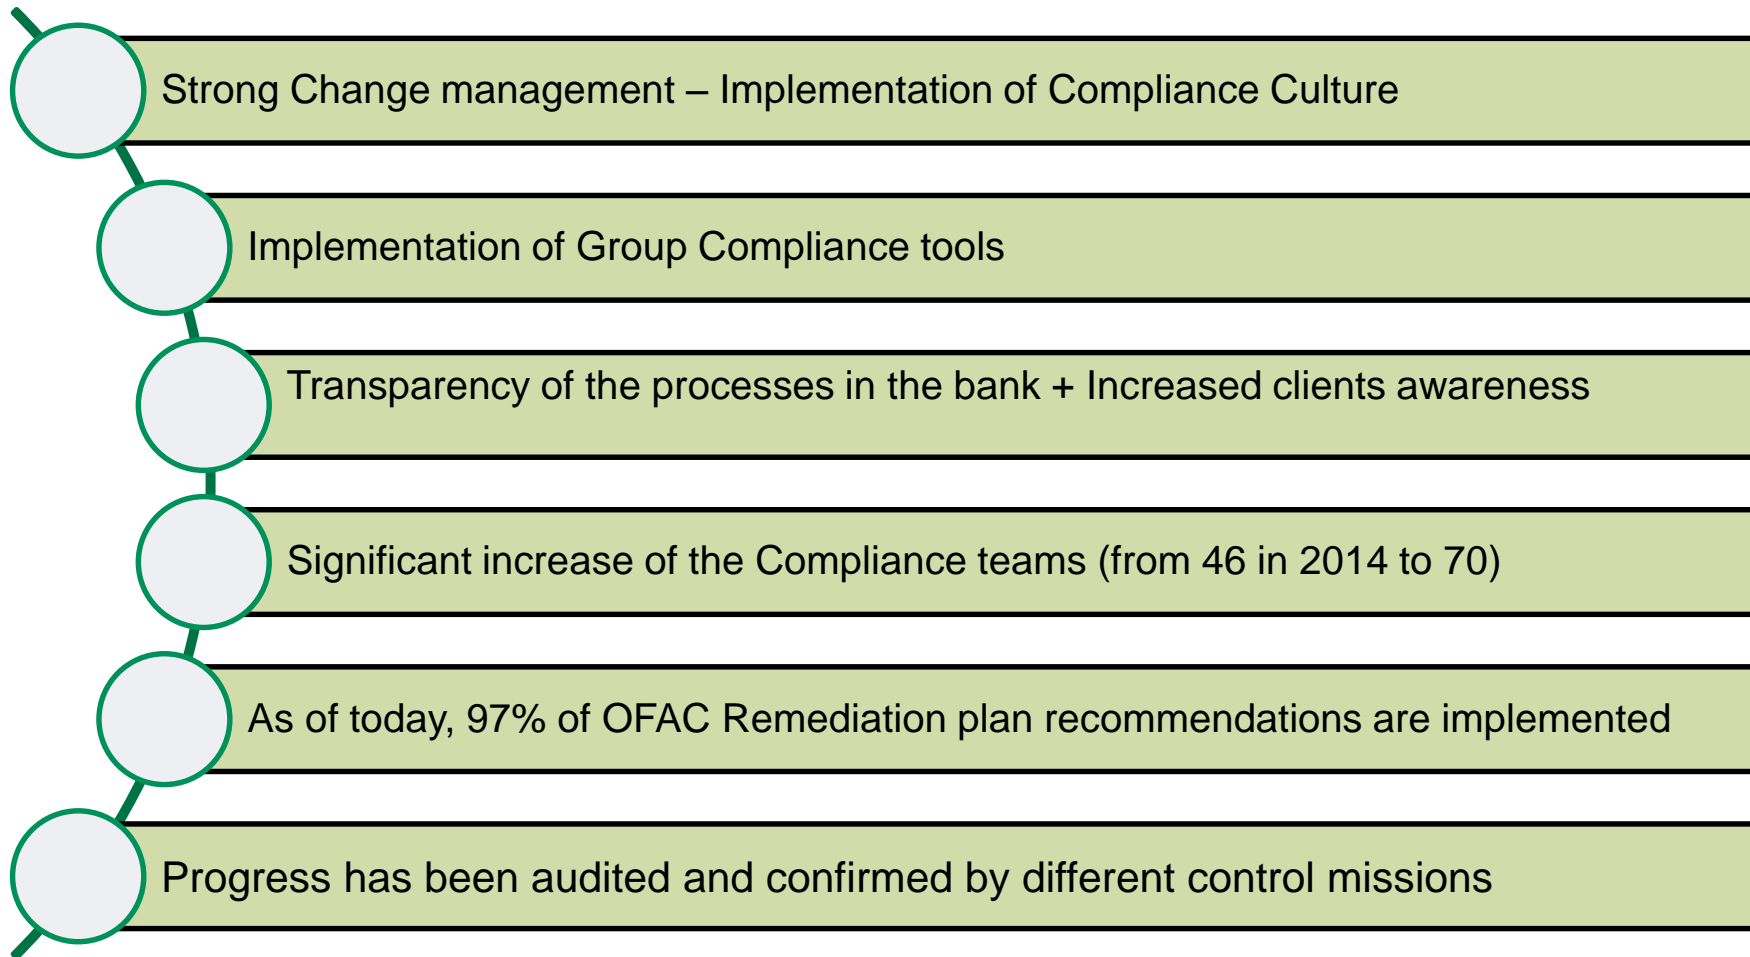 Strong Change management – Implementation of Compliance Culture
Implementation of Group Compliance tools
Transparency of the processes in the bank + Increased clients awareness
Significant increase of the Compliance teams (from 46 in 2014 to 70)
As of today, 97% of OFAC Remediation plan recommendations are implemented
Progress has been audited and confirmed by different control missions